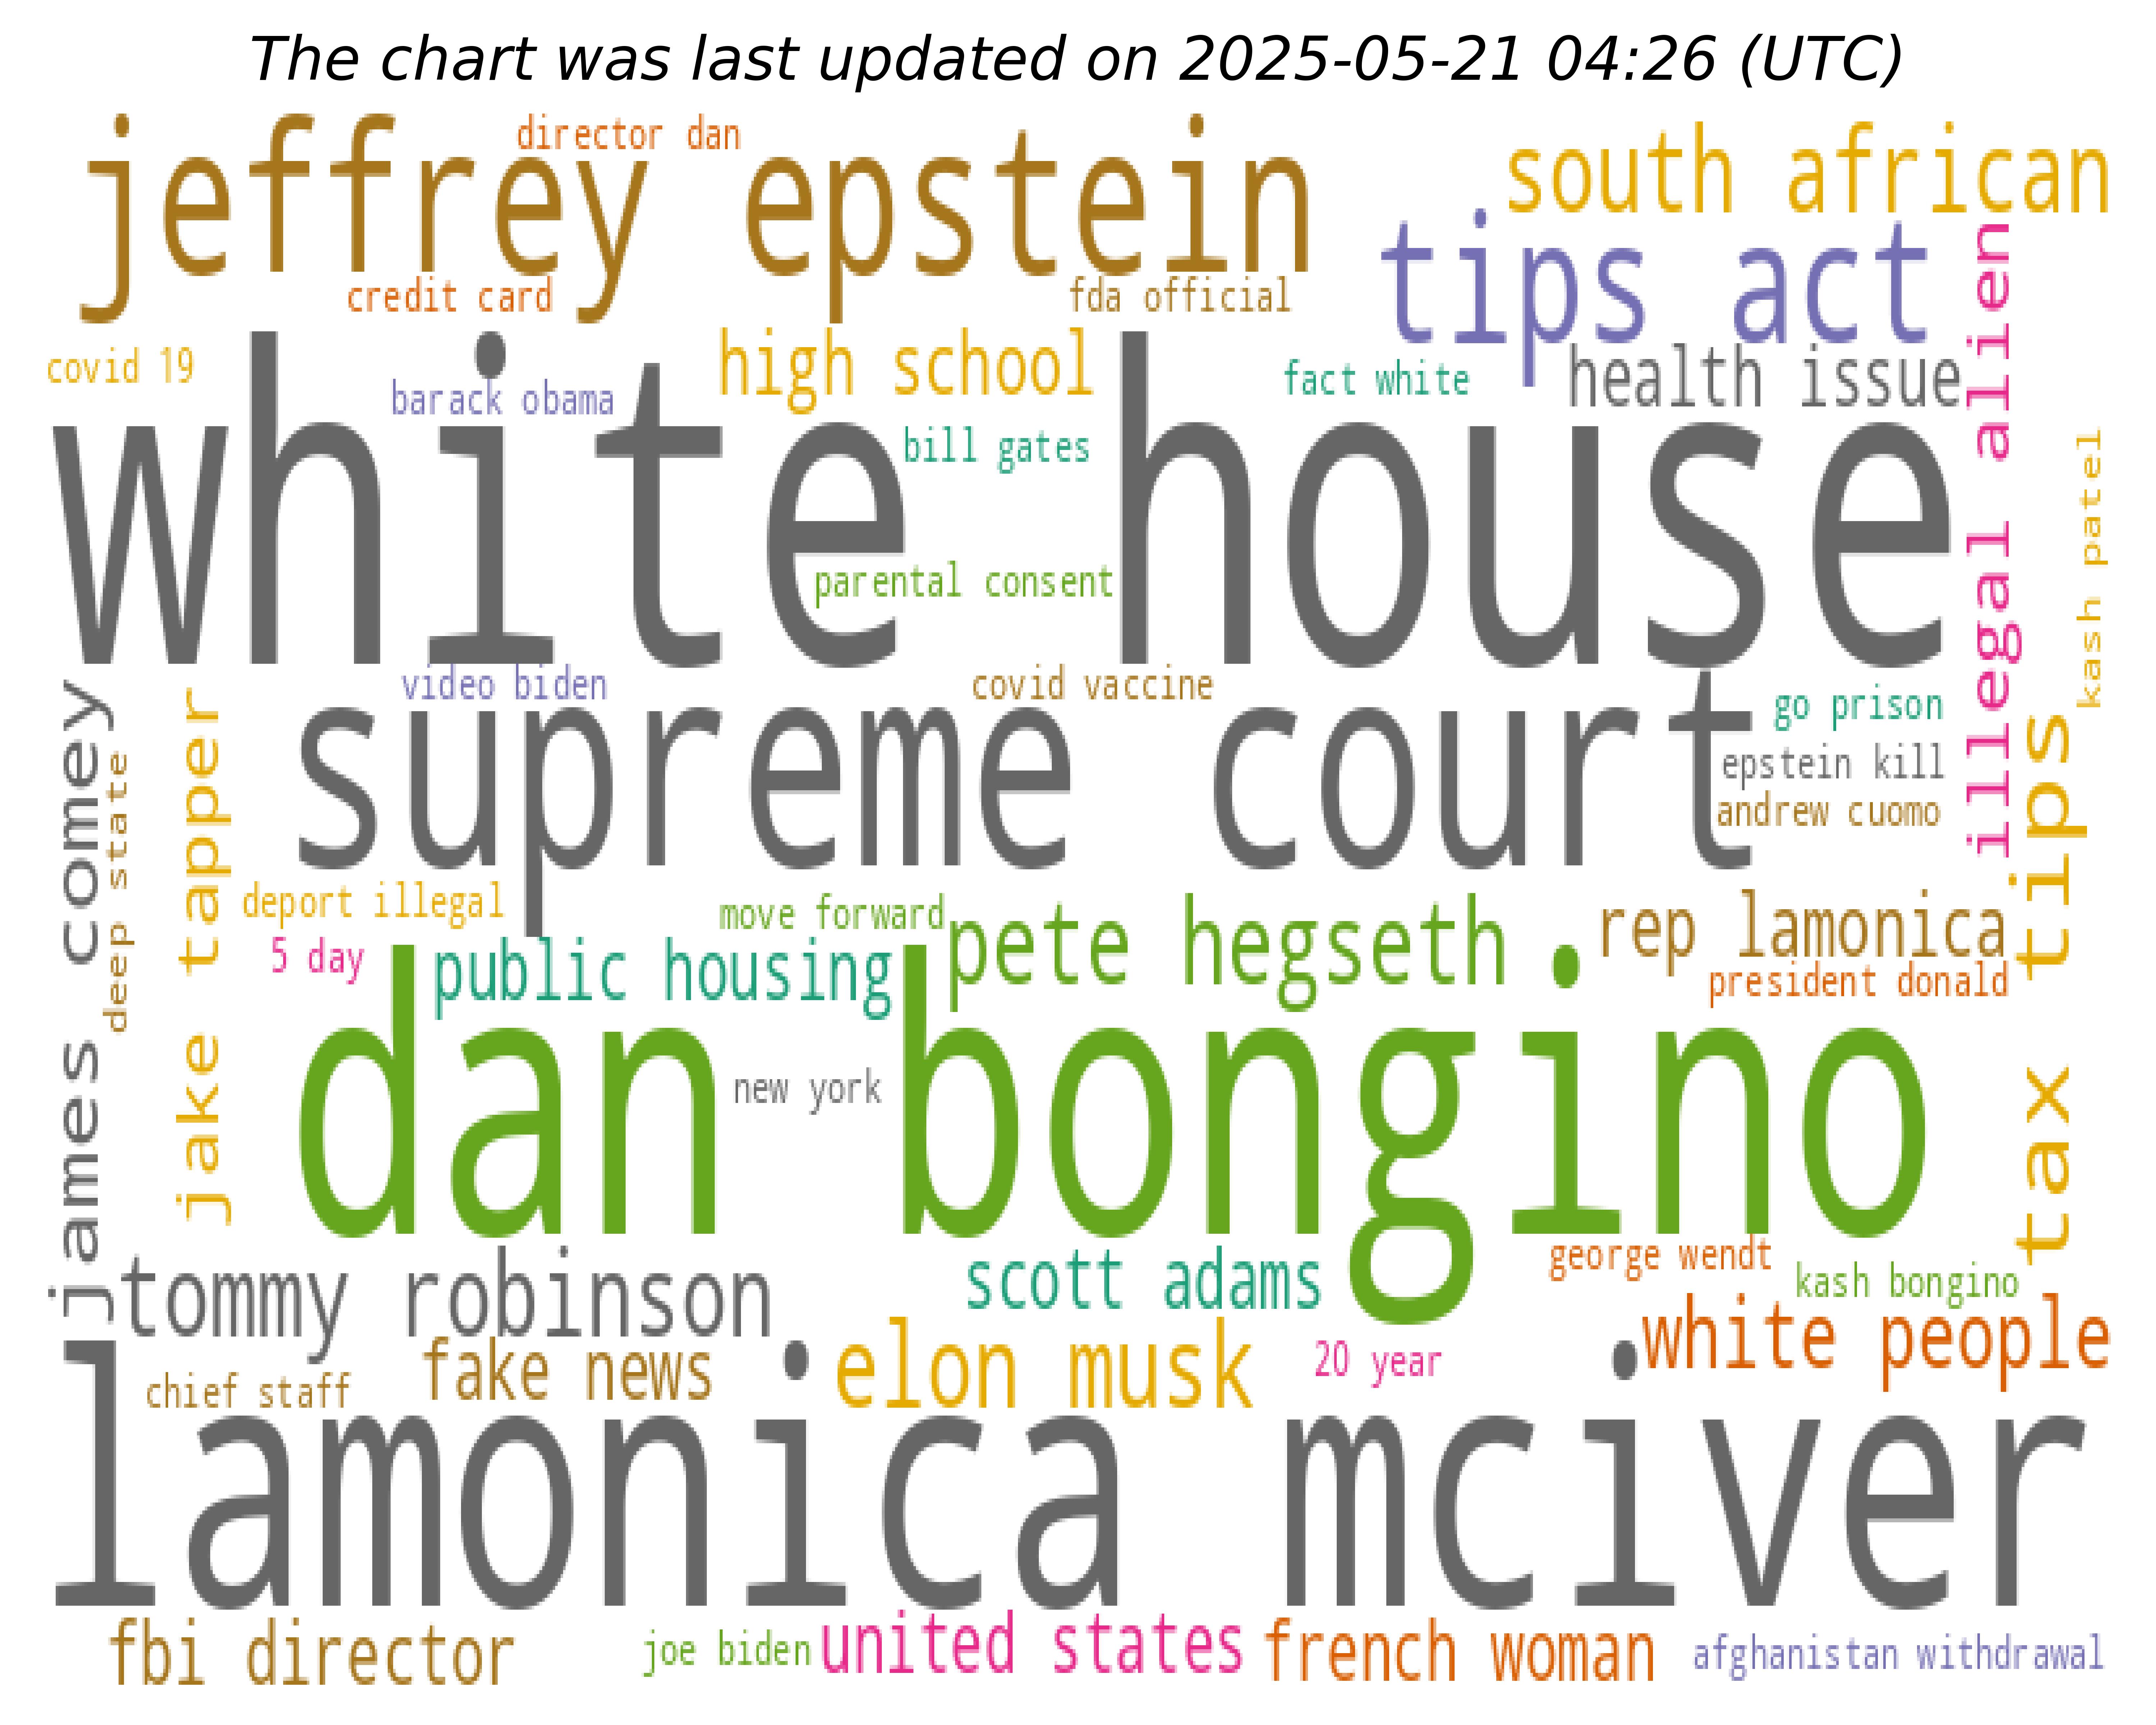 The chart was last updated on 2025-05-21 04:26 (UTC)
jeffrey epstein
director dan
south african
tips act
credit card
fda official
illegal alien
covid 19
barack obama
high school
fact white
health issue
white house
bill gates
kash patel
parental consent
video biden
covid vaccine
go prison
supreme court
epstein kill
andrew cuomo
james comey
deep state
jake tapper
tax tips
deport illegal
move forward
pete hegseth
rep lamonica
5 day
public housing
president donald
dan bongino
new york
tommy robinson
scott adams
george wendt
kash bongino
white people
chief staff
fake news
elon musk
20 year
lamonica mciver
fbi director
joe biden
united states
french woman
afghanistan withdrawal